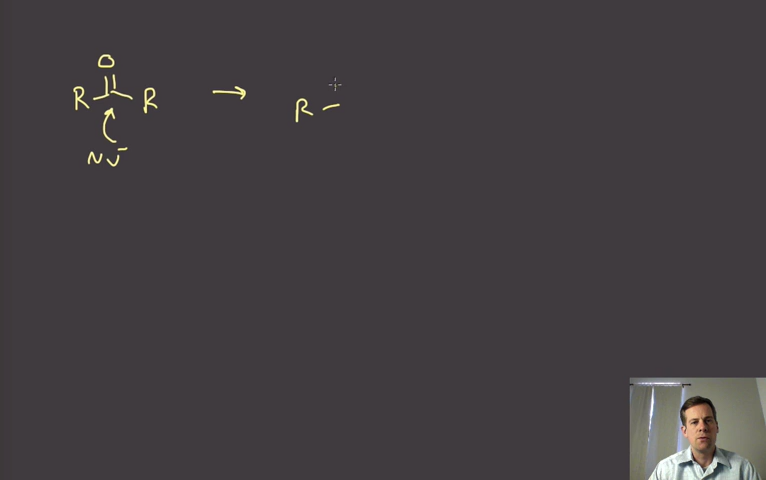 O
R R → R –
Nu⁻